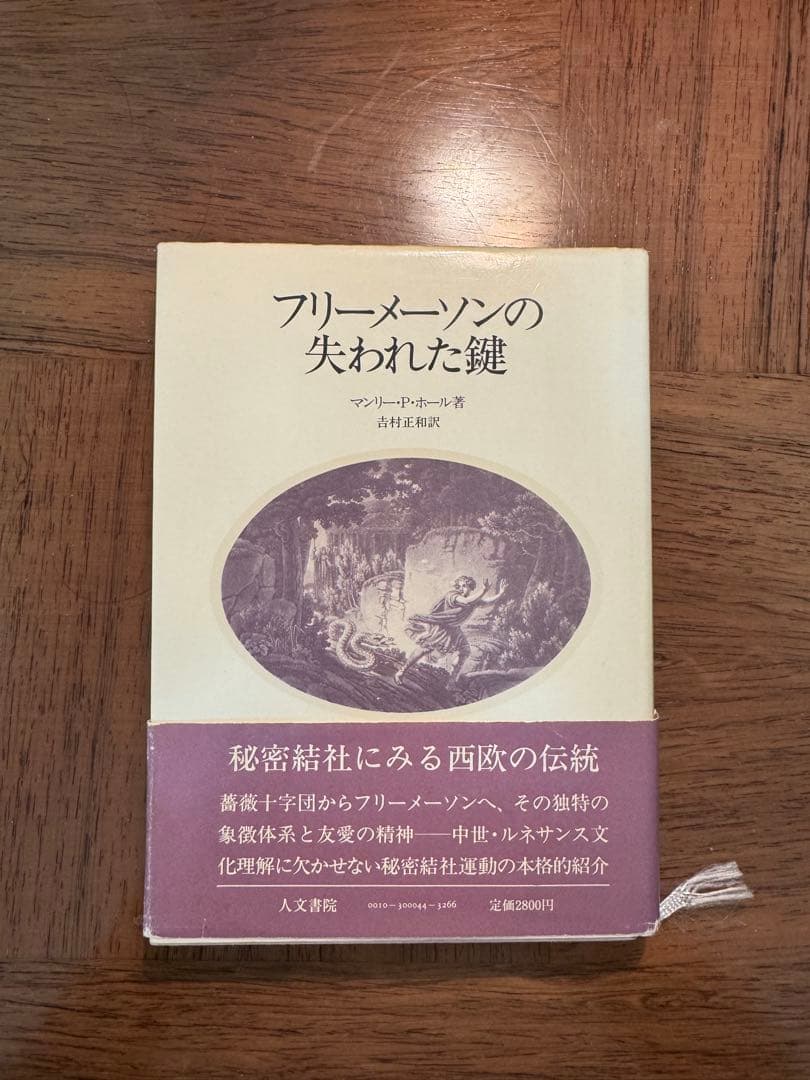 フリーメーソンの
失われた鍵
マンリー・P・ホール著
吉村正和訳
秘密結社にみる西欧の伝統
薔薇十字団からフリーメーソンへ、その独特の
象徴体系と友愛の精神――中世・ルネサンス文
化理解に欠かせない秘密結社運動の本格的紹介
人文書院 0010-300044-3266 定価2800円